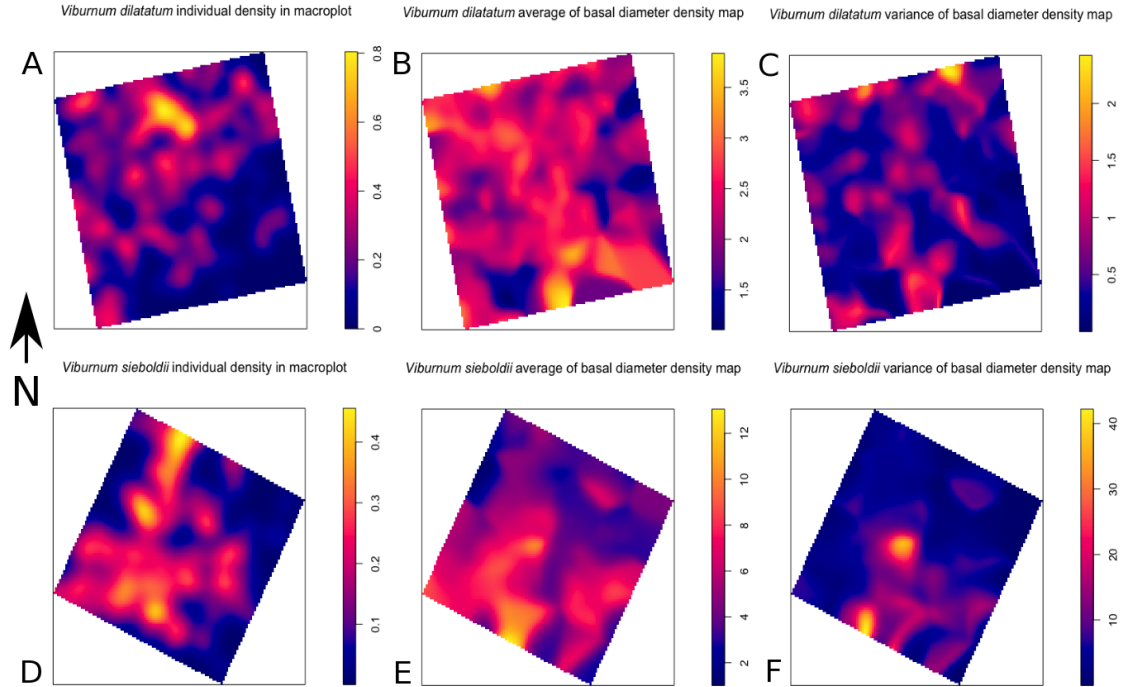 Viburnum dilatatum individual density in macroplot
Viburnum dilatatum average of basal diameter density map
Viburnum dilatatum variance of basal diameter density map
A
B
C
0.8
0.6
0.4
0.2
0
3.5
3
2.5
2
1.5
2
1.5
1
0.5
N
Viburnum sieboldii individual density in macroplot
Viburnum sieboldii average of basal diameter density map
Viburnum sieboldii variance of basal diameter density map
0.4
0.3
0.2
0.1
12
10
8
6
4
2
40
30
20
10
D
E
F